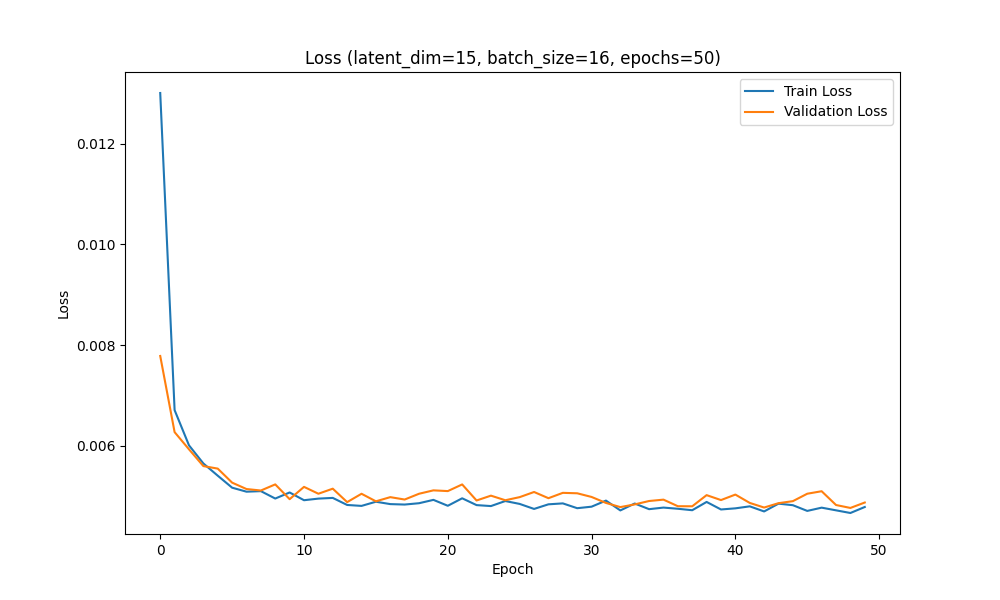 Loss (latent_dim=15, batch_size=16, epochs=50)
Train Loss
Validation Loss
0.012
0.010
0.008
0.006
Loss
0
10
20
30
40
50
Epoch